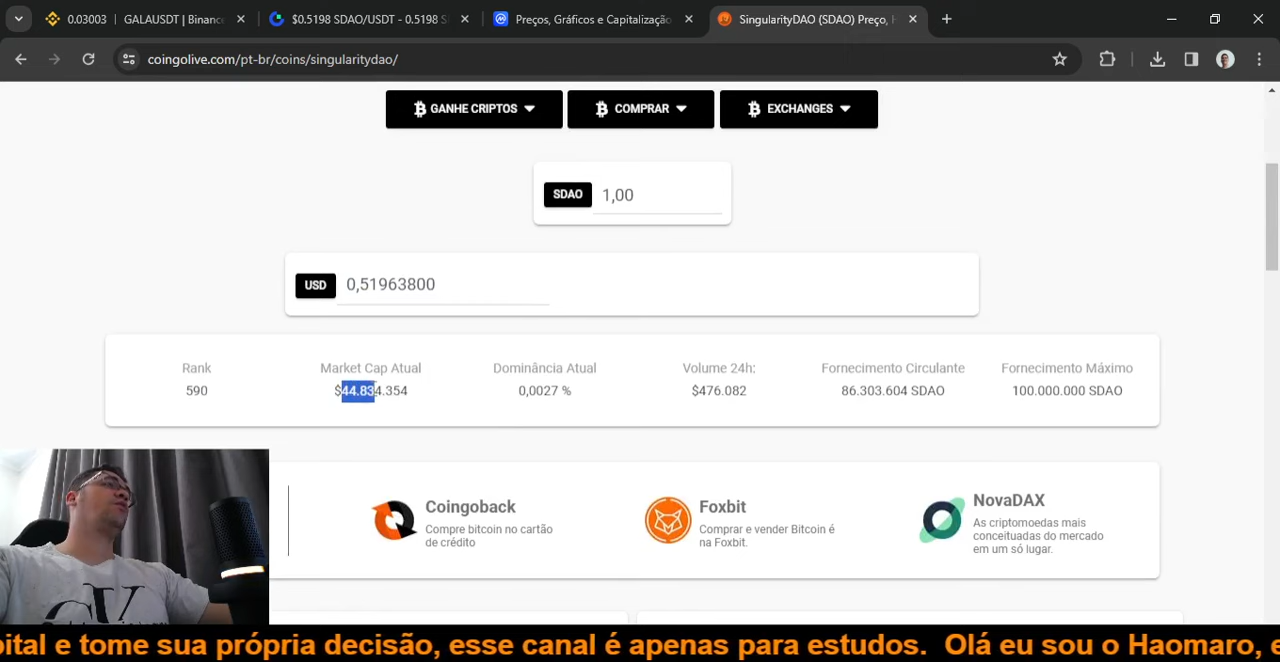 0.03003 | GALAUSDT | Binanc
$0.5198 SDAO/USDT - 0.5198 S
Preços, Gráficos e Capitalização
SingularityDAO (SDAO) Preço,
coingolive.com/pt-br/coins/singularitydao/
GANHE CRIPTOS
COMPRAR
EXCHANGES
SDAO 1,00
USD 0,51963800
Rank
590
Market Cap Atual
$44.834.354
Dominância Atual
0,0027 %
Volume 24h:
$476.082
Fornecimento Circulante
86.303.604 SDAO
Fornecimento Máximo
100.000.000 SDAO
Coingoback
Compre bitcoin no cartão
de crédito
Foxbit
Comprar e vender Bitcoin é
na Foxbit.
NovaDAX
As criptomoedas mais
conceituadas do mercado
em um só lugar.
CV
pital e tome sua própria decisão, esse canal é apenas para estudos. Olá eu sou o Haomaro, e